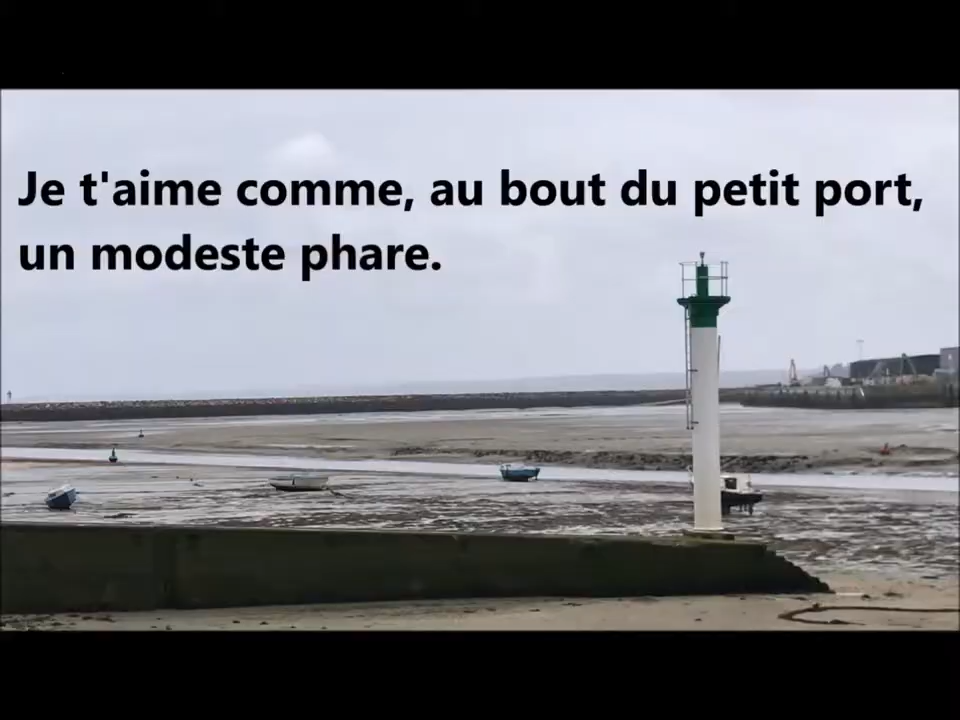 Je t'aime comme, au bout du petit port,
un modeste phare.